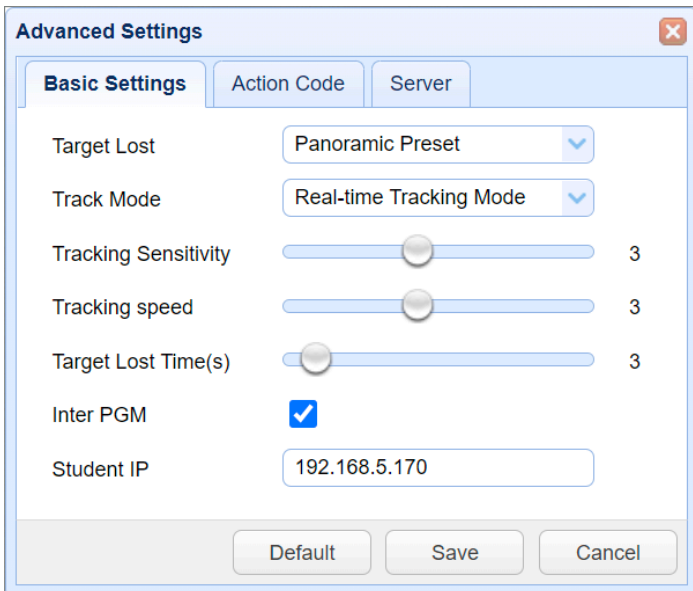 Advanced Settings
Basic Settings Action Code Server
Target Lost Panoramic Preset
Track Mode Real-time Tracking Mode
Tracking Sensitivity 3
Tracking speed 3
Target Lost Time(s) 3
Inter PGM
Student IP 192.168.5.170
Default Save Cancel